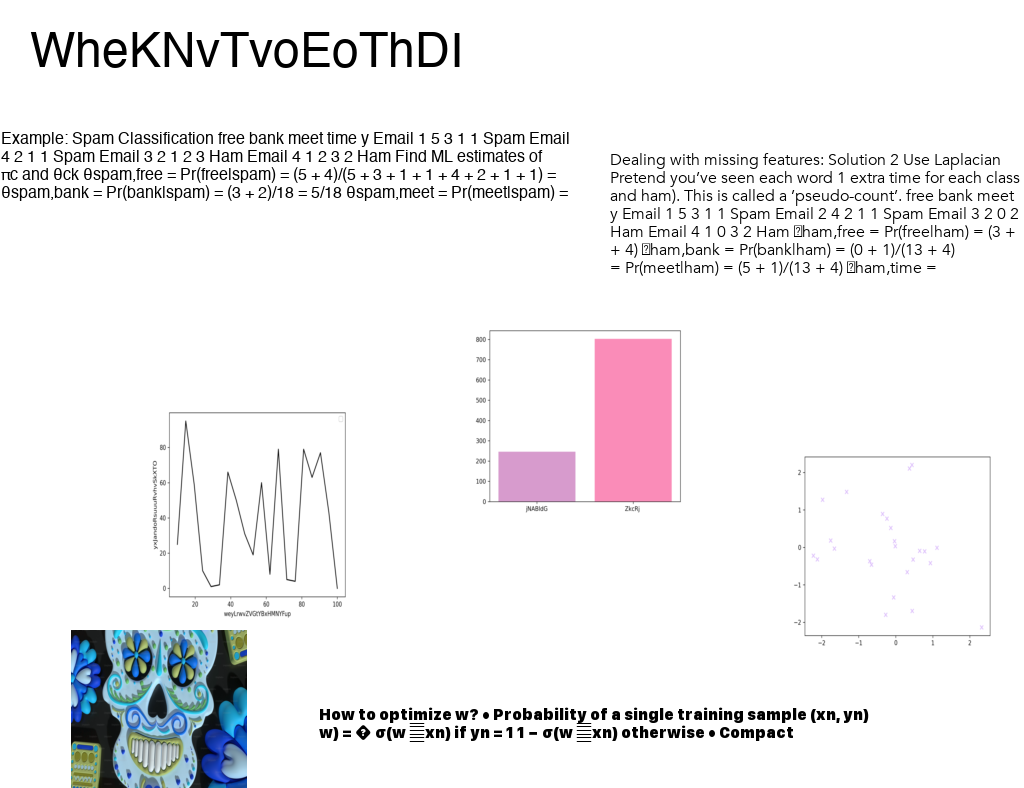 WheKNvTvoEoThDI
Example: Spam Classification free bank meet time y Email 1 5 3 1 1 Spam Email
4 2 1 1 Spam Email 3 2 1 2 3 Ham Email 4 1 2 3 2 Ham Find ML estimates of
πc and θck θspam,free = Pr(free|spam) = (5 + 4)/(5 + 3 + 1 + 1 + 4 + 2 + 1 + 1) =
θspam,bank = Pr(bank|spam) = (3 + 2)/18 = 5/18 θspam,meet = Pr(meet|spam) =
Dealing with missing features: Solution 2 Use Laplacian
Pretend you’ve seen each word 1 extra time for each class
and ham). This is called a ‘pseudo-count’. free bank meet
y Email 1 5 3 1 1 Spam Email 2 4 2 1 1 Spam Email 3 2 0 2
Ham Email 4 1 0 3 2 Ham ham,free = Pr(free|ham) = (3 +
+ 4) ham,bank = Pr(bank|ham) = (0 + 1)/(13 + 4)
= Pr(meet|ham) = (5 + 1)/(13 + 4) ham,time =
800
700
600
500
400
300
200
100
0
jNABldG ZkcRj
80
60
40
20
0
20 40 60 80 100
weyLrwvZVGtYBxHMNYFup
2
1
0
−1
−2
−2 −1 0 1 2
How to optimize w? • Probability of a single training sample (xn, yn)
w) = � σ(w xn) if yn = 1 1 − σ(w xn) otherwise • Compact